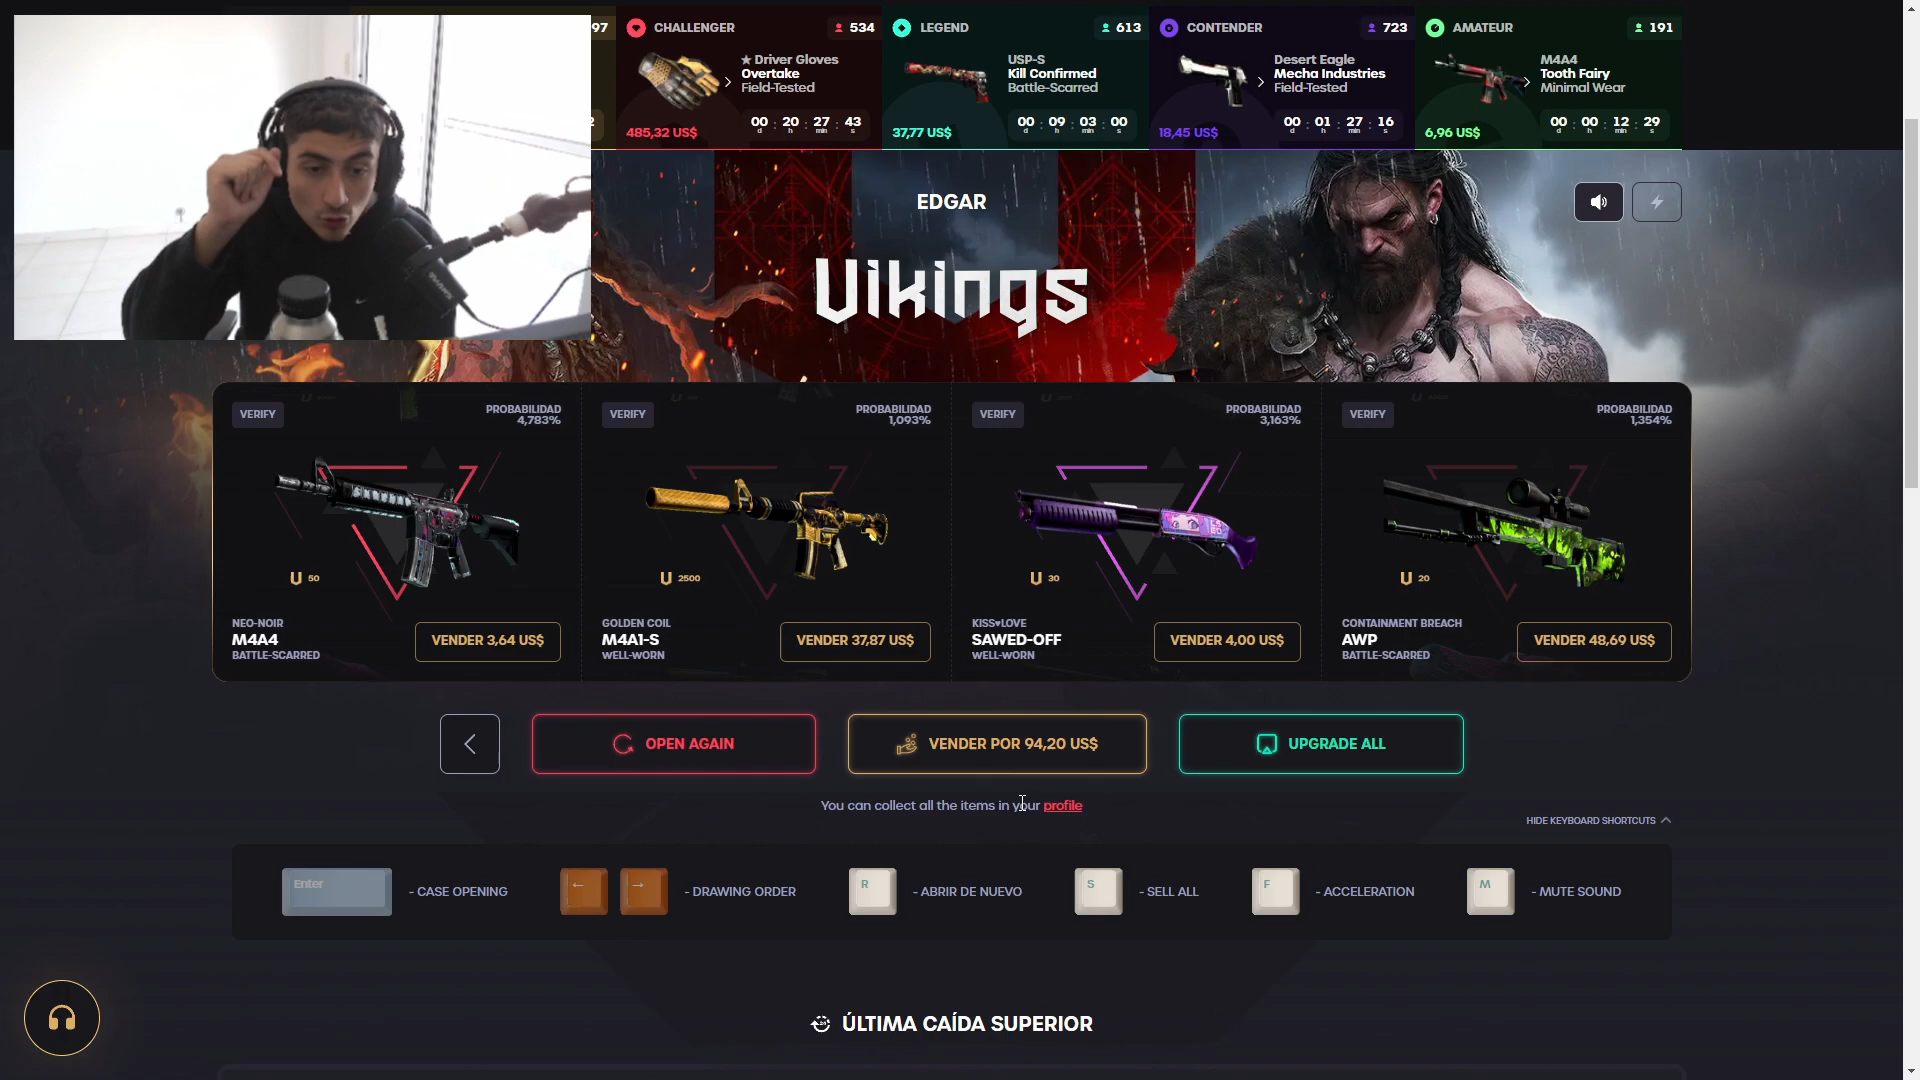 97
CHALLENGER
534
★ Driver Gloves
Overtake
Field-Tested
485,32 US$
00 : 20 : 27 : 43
d h min s
LEGEND
613
USP-S
Kill Confirmed
Battle-Scarred
37,77 US$
00 : 09 : 03 : 00
d h min s
CONTENDER
723
Desert Eagle
Mecha Industries
Field-Tested
18,45 US$
00 : 01 : 27 : 16
d h min s
AMATEUR
191
M4A4
Tooth Fairy
Minimal Wear
6,96 US$
00 : 00 : 12 : 29
d h min s
2
EDGAR
Vikings
VERIFY
PROBABILIDAD
4,783%
50
NEO-NOIR
M4A4
BATTLE-SCARRED
VENDER 3,64 US$
VERIFY
PROBABILIDAD
1,093%
2500
GOLDEN COIL
M4A1-S
WELL-WORN
VENDER 37,87 US$
VERIFY
PROBABILIDAD
3,163%
30
KISS♥LOVE
SAWED-OFF
WELL-WORN
VENDER 4,00 US$
VERIFY
PROBABILIDAD
1,354%
20
CONTAINMENT BREACH
AWP
BATTLE-SCARRED
VENDER 48,69 US$
OPEN AGAIN
VENDER POR 94,20 US$
UPGRADE ALL
You can collect all the items in your profile
HIDE KEYBOARD SHORTCUTS
Enter
- CASE OPENING
← →
- DRAWING ORDER
R
- ABRIR DE NUEVO
S
- SELL ALL
F
- ACCELERATION
M
- MUTE SOUND
ÚLTIMA CAÍDA SUPERIOR